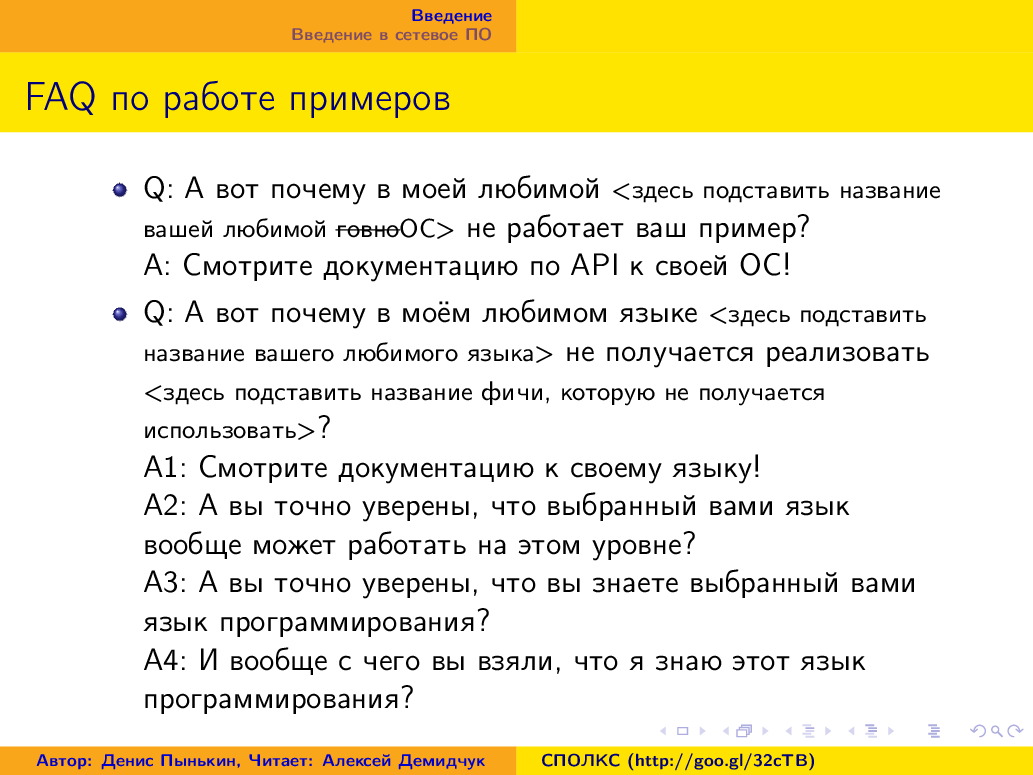 Введение
Введение в сетевое ПО
FAQ по работе примеров
Q: А вот почему в моей любимой <здесь подставить название
вашей любимой говноОС> не работает ваш пример?
A: Смотрите документацию по API к своей ОС!
Q: А вот почему в моём любимом языке <здесь подставить
название вашего любимого языка> не получается реализовать
<здесь подставить название фичи, которую не получается
использовать>?
A1: Смотрите документацию к своему языку!
A2: А вы точно уверены, что выбранный вами язык
вообще может работать на этом уровне?
A3: А вы точно уверены, что вы знаете выбранный вами
язык программирования?
A4: И вообще с чего вы взяли, что я знаю этот язык
программирования?
Автор: Денис Пынькин, Читает: Алексей Демидчук
СПОЛКС (http://goo.gl/32cTB)